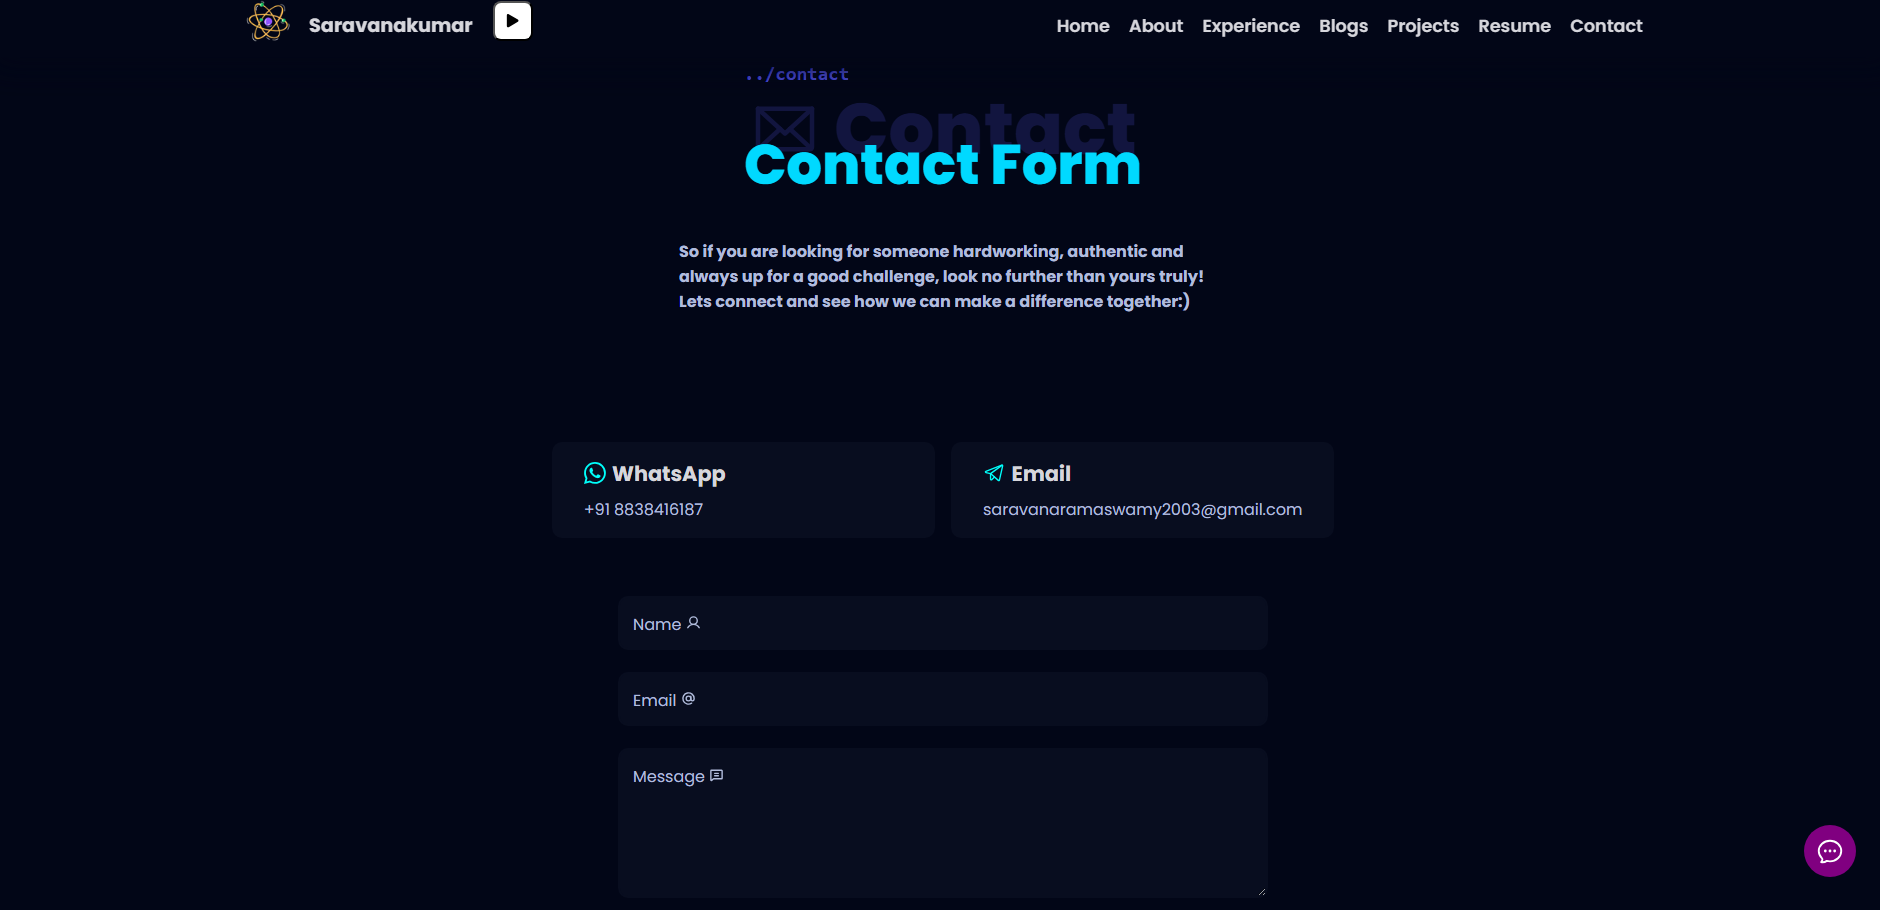 Saravanakumar
Home About Experience Blogs Projects Resume Contact
../contact
Contact
Contact Form
So if you are looking for someone hardworking, authentic and
always up for a good challenge, look no further than yours truly!
Lets connect and see how we can make a difference together:)
WhatsApp
+91 8838416187
Email
saravanaramaswamy2003@gmail.com
Name
Email
Message